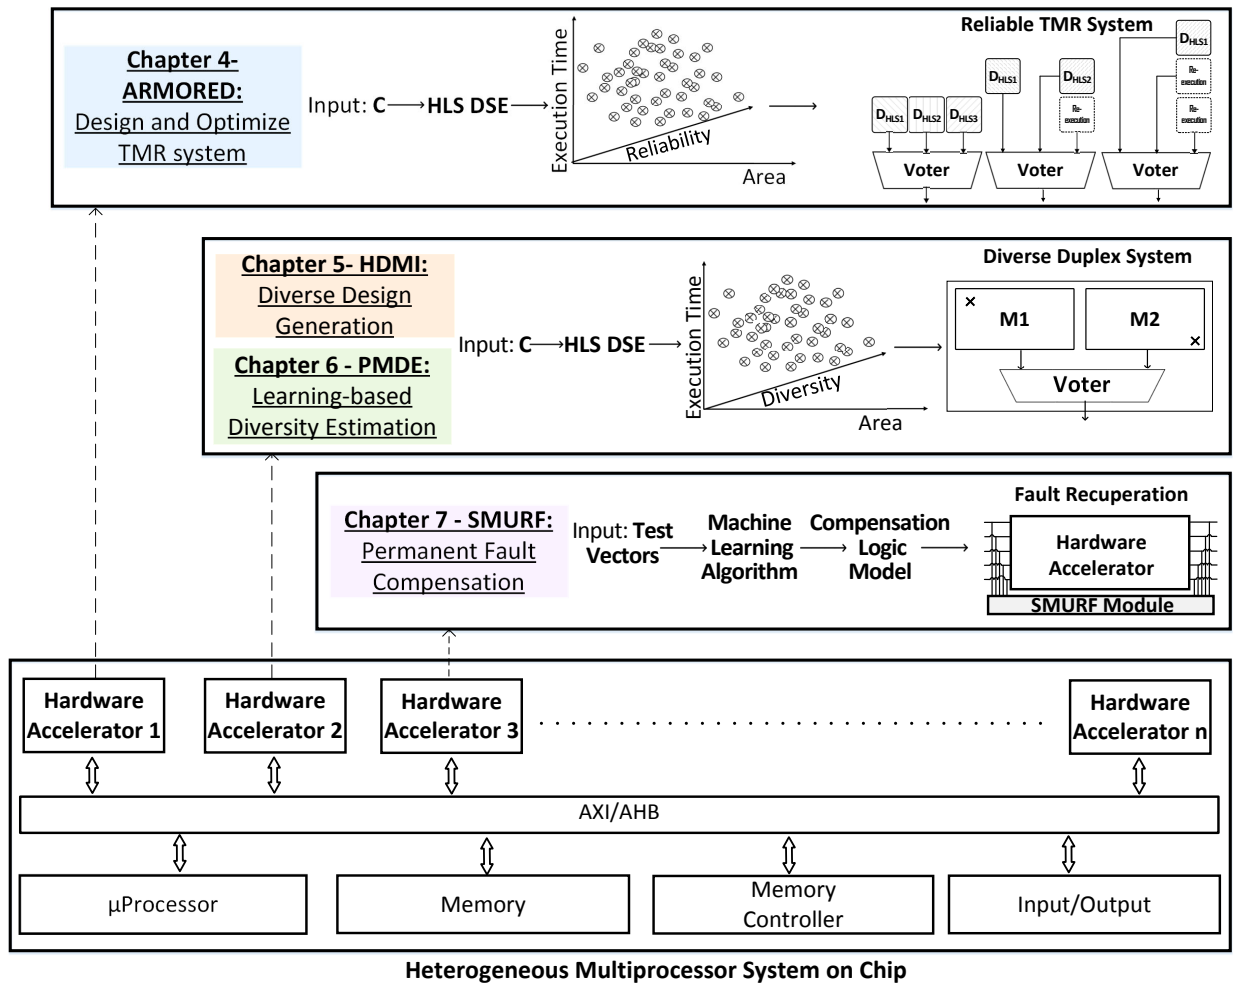 Chapter 4-
ARMORED:
Design and Optimize
TMR system
Input: C
HLS DSE
Execution Time
Reliability
Area
Reliable TMR System
DHLS1
DHLS2
DHLS3
Voter
DHLS1
DHLS2
Re-
execution
Voter
DHLS1
Re-
execution
Re-
execution
Voter
Chapter 5- HDMI:
Diverse Design
Generation
Chapter 6 - PMDE:
Learning-based
Diversity Estimation
Input: C
HLS DSE
Execution Time
Diversity
Area
Diverse Duplex System
M1
M2
Voter
Chapter 7 - SMURF:
Permanent Fault
Compensation
Input: Test
Vectors
Machine
Learning
Algorithm
Compensation
Logic
Model
Fault Recuperation
Hardware
Accelerator
SMURF Module
Hardware
Accelerator 1
Hardware
Accelerator 2
Hardware
Accelerator 3
Hardware
Accelerator n
AXI/AHB
µProcessor
Memory
Memory
Controller
Input/Output
Heterogeneous Multiprocessor System on Chip